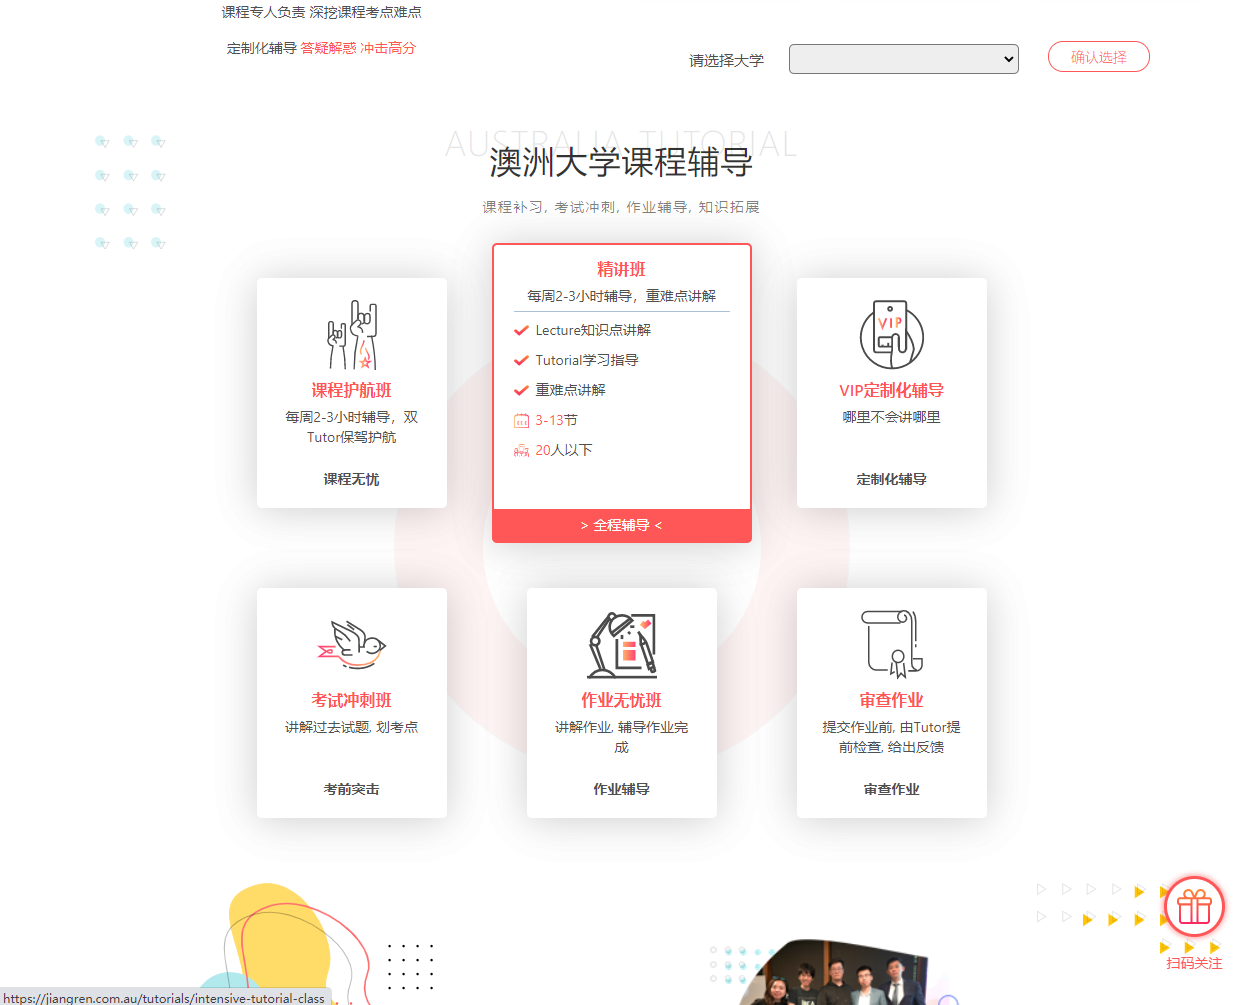 课程专人负责 深挖课程考点难点
定制化辅导 答疑解惑 冲击高分
请选择大学
确认选择
AUSTRALIA TUTORIAL
澳洲大学课程辅导
课程补习, 考试冲刺, 作业辅导, 知识拓展
课程护航班
每周2-3小时辅导，双
Tutor保驾护航
课程无忧
精讲班
每周2-3小时辅导，重难点讲解
Lecture知识点讲解
Tutorial学习指导
重难点讲解
3-13节
20人以下
> 全程辅导 <
VIP
VIP定制化辅导
哪里不会讲哪里
定制化辅导
考试冲刺班
讲解过去试题, 划考点
考前突击
作业无忧班
讲解作业, 辅导作业完
成
作业辅导
审查作业
提交作业前, 由Tutor提
前检查, 给出反馈
审查作业
扫码关注
https://jiangren.com.au/tutorials/intensive-tutorial-class